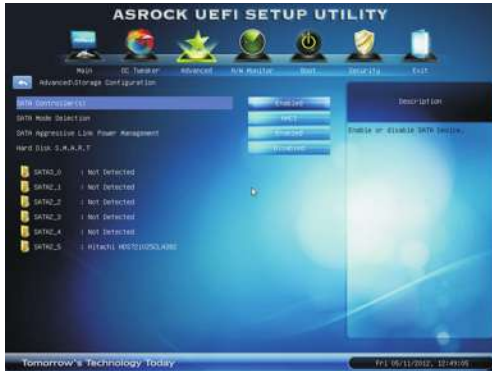 ASROCK UEFI SETUP UTILITY
Main OC Tweaker Advanced H/W Monitor Boot Security Exit
Advanced\Storage Configuration
SATA Controller(s) Enabled
SATA Mode Selection AHCI
SATA Aggressive Link Power Management Enabled
Hard Disk S.M.A.R.T Disabled
SATA3_0 : Not Detected
SATA2_1 : Not Detected
SATA2_2 : Not Detected
SATA2_3 : Not Detected
SATA2_4 : Not Detected
SATA2_5 : Hitachi
Description
Enable or disable SATA Device.
Tomorrow's Technology Today
Fri 05/11/2012, 12:49:05